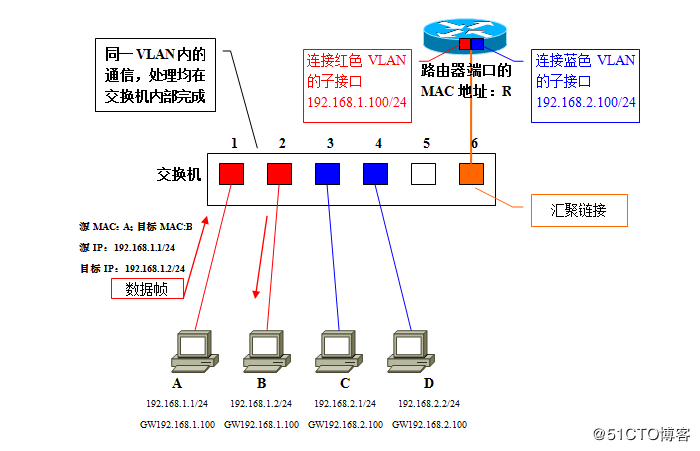 同一 VLAN内的
通信，处理均在
交换机内部完成
连接红色 VLAN
的子接口
192.168.1.100/24
路由器端口的
MAC 地址：R
连接蓝色 VLAN
的子接口
192.168.2.100/24
1 2 3 4 5 6
交换机
汇聚链接
源 MAC: A; 目标 MAC:B
源 IP：192.168.1.1/24
目标 IP：192.168.1.2/24
数据帧
A B C D
192.168.1.1/24 192.168.1.2/24 192.168.2.1/24 192.168.2.2/24
GW192.168.1.100 GW192.168.1.100 GW192.168.2.100 GW192.168.2.100
@51CTO博客